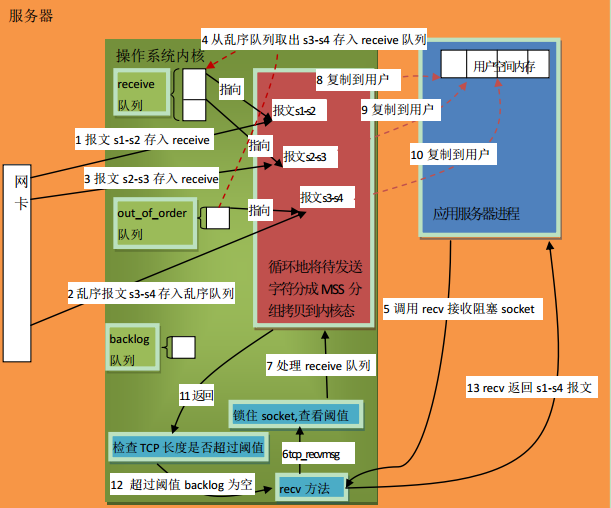 服务器
4 从乱序队列取出 s3-s4 存入 receive 队列
操作系统内核
receive
队列
指向
报文s1-s2
8 复制到用户
用户空间内存
9 复制到用户
1 报文 s1-s2 存入 receive
指向
报文s2-s3
10 复制到用户
网
卡
3 报文 s2-s3 存入 receive
报文s3-s4
out_of_order
队列
指向
应用服务器进程
循环地将待发送
字符分成 MSS 分
组拷贝到内核态
2 乱序报文 s3-s4 存入乱序队列
5 调用 recv 接收阻塞 socket
backlog
队列
7 处理 receive 队列
13 recv 返回 s1-s4 报文
11 返回
锁住 socket,查看阈值
检查 TCP 长度是否超过阈值
6tcp_recvmsg
12 超过阈值 backlog 为空
recv 方法